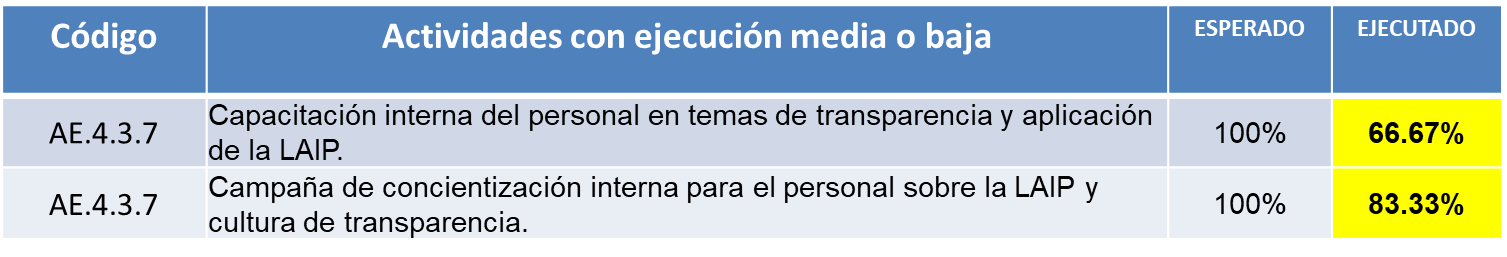 Código Actividades con ejecución media o baja ESPERADO EJECUTADO
AE.4.3.7 Capacitación interna del personal en temas de transparencia y aplicación de la LAIP. 100% 66.67%
AE.4.3.7 Campaña de concientización interna para el personal sobre la LAIP y cultura de transparencia. 100% 83.33%